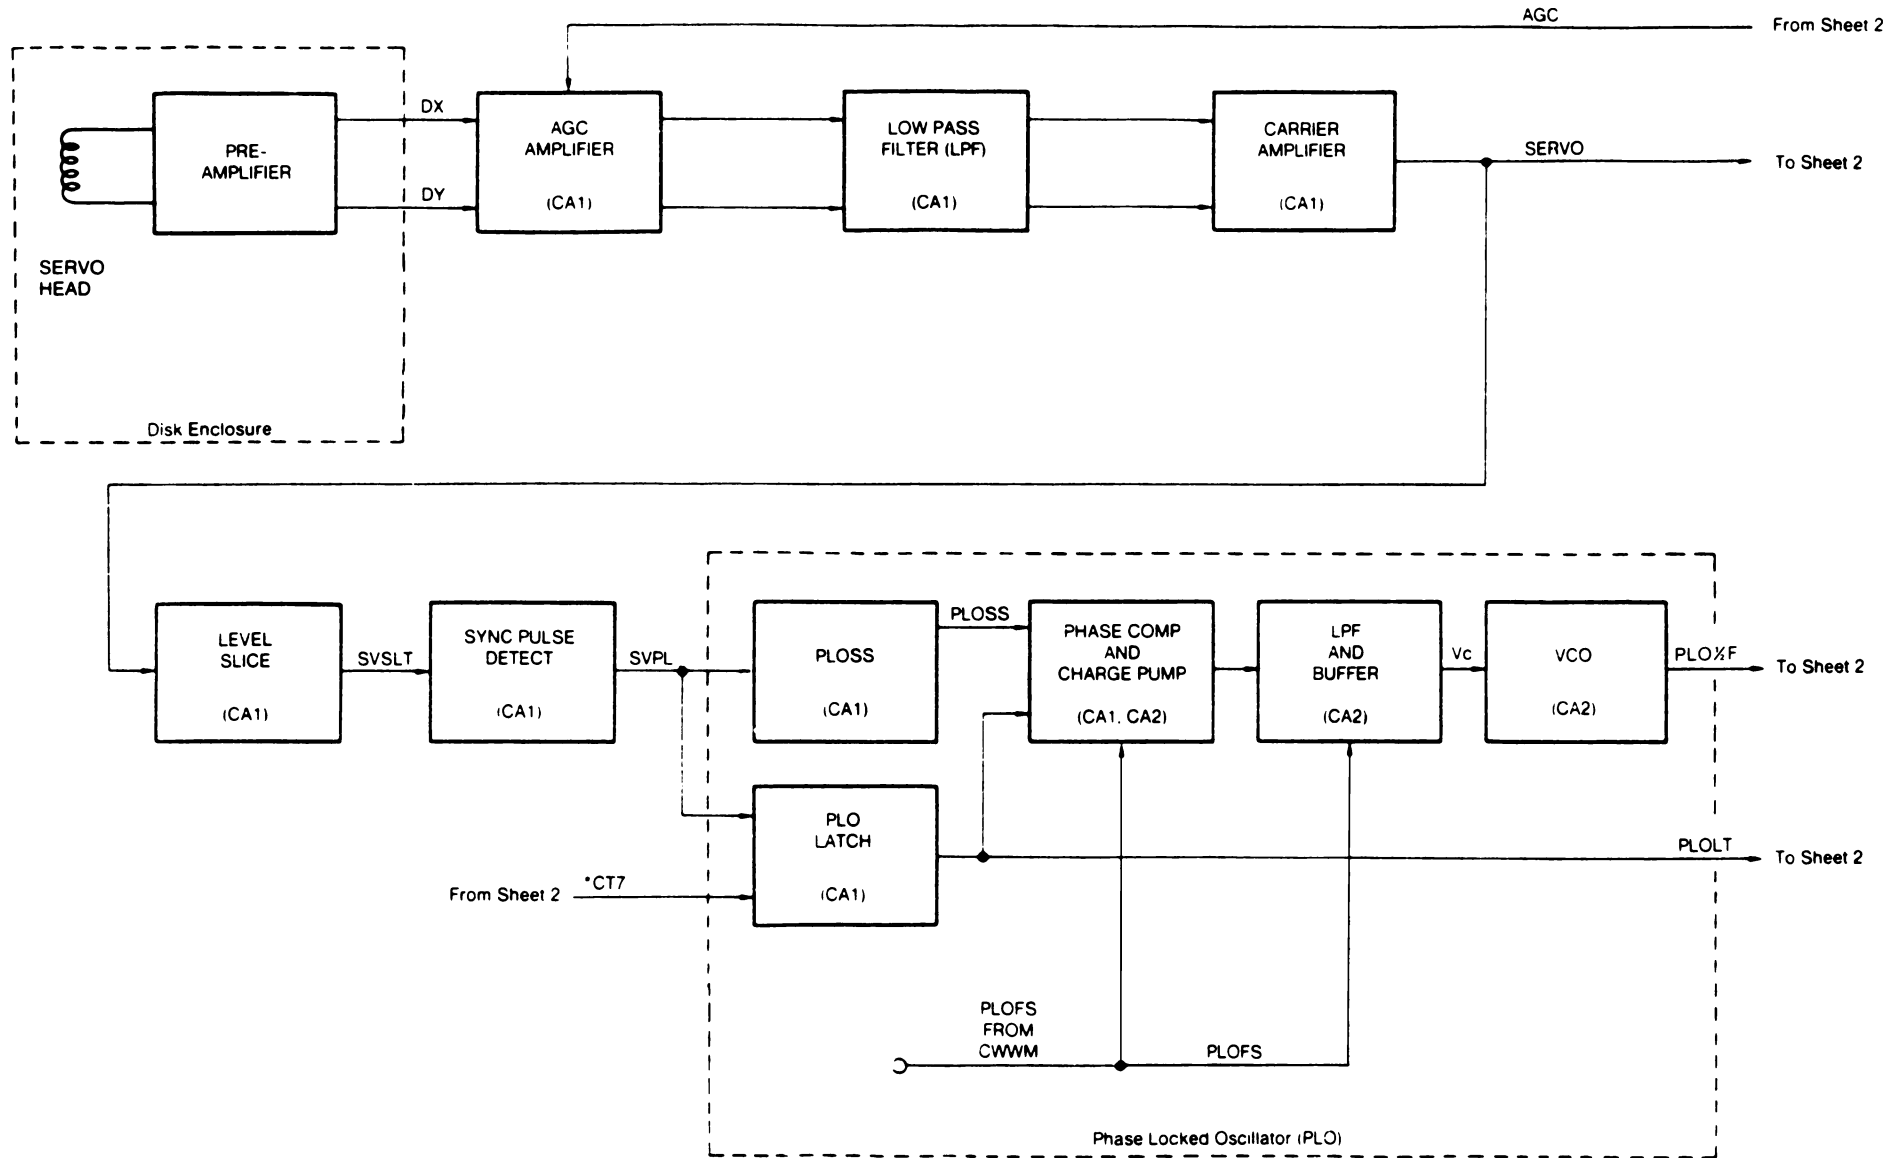 AGC
From Sheet 2
PRE-
AMPLIFIER
DX
DY
AGC
AMPLIFIER
(CA1)
LOW PASS
FILTER (LPF)
(CA1)
CARRIER
AMPLIFIER
(CA1)
SERVO
To Sheet 2
SERVO
HEAD
Disk Enclosure
LEVEL
SLICE
(CA1)
SVSLT
SYNC PULSE
DETECT
(CA1)
SVPL
PLOSS
(CA1)
PLOSS
PHASE COMP
AND
CHARGE PUMP
(CA1, CA2)
LPF
AND
BUFFER
(CA2)
Vc
VCO
(CA2)
PLO½F
To Sheet 2
PLO
LATCH
(CA1)
PLOLT
To Sheet 2
From Sheet 2
*CT7
PLOFS
FROM
CWWM
PLOFS
Phase Locked Oscillator (PLO)